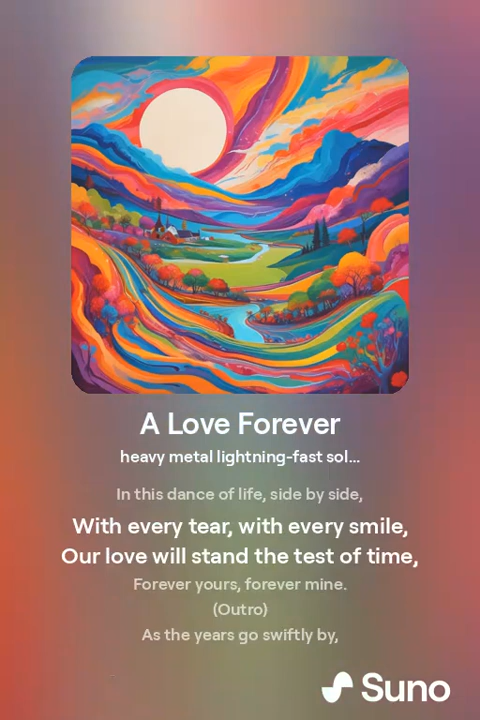 A Love Forever
heavy metal lightning-fast sol...
In this dance of life, side by side,
With every tear, with every smile,
Our love will stand the test of time,
Forever yours, forever mine.
(Outro)
As the years go swiftly by,
Suno